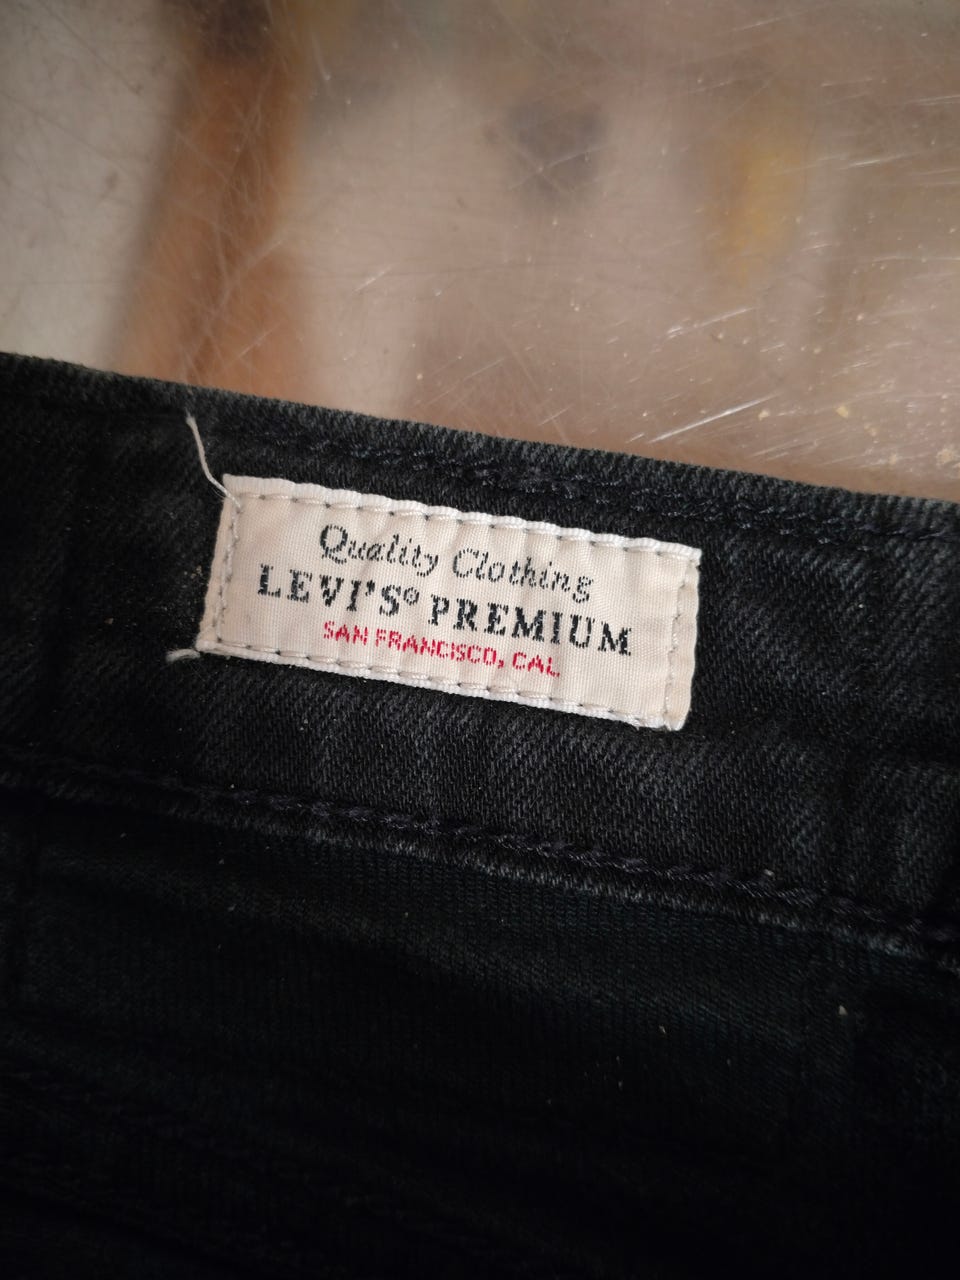 Quality Clothing
LEVI'S® PREMIUM
SAN FRANCISCO, CAL.